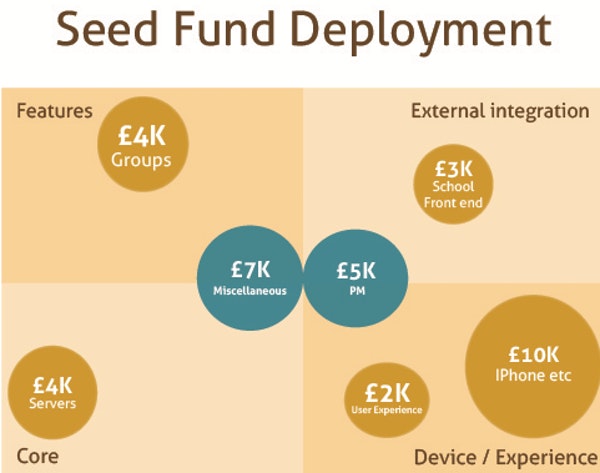 Seed Fund Deployment
Features
External integration
£4K
Groups
£3K
School
Front end
£7K
Miscellaneous
£5K
PM
£10K
IPhone etc
£4K
Servers
£2K
User Experience
Core
Device / Experience